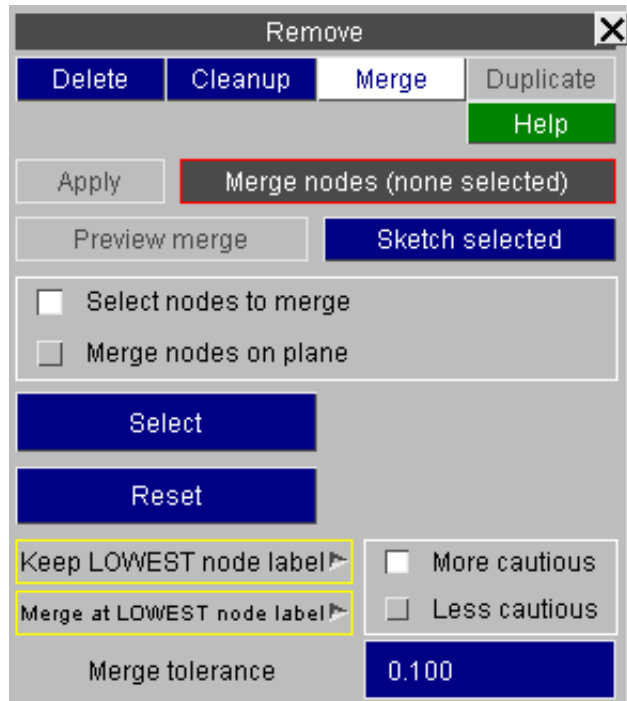 Remove
Delete Cleanup Merge Duplicate
Help
Apply Merge nodes (none selected)
Preview merge Sketch selected
Select nodes to merge
Merge nodes on plane
Select
Reset
Keep LOWEST node label More cautious
Merge at LOWEST node label Less cautious
Merge tolerance 0.100